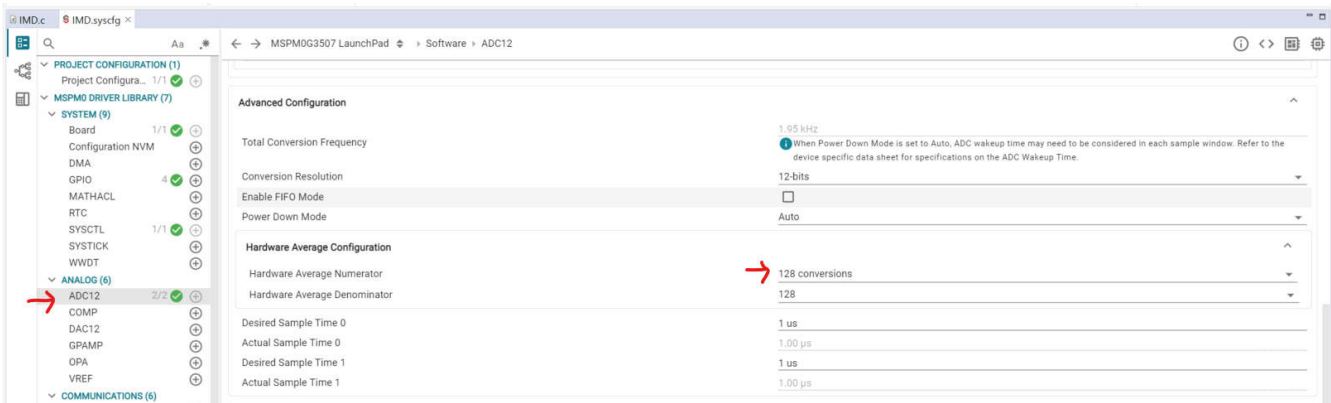 IMD.c
IMD.syscfg ×
Aa .*
← → MSPM0G3507 LaunchPad › Software › ADC12
PROJECT CONFIGURATION (1)
Project Configura... 1/1
MSPM0 DRIVER LIBRARY (7)
SYSTEM (9)
Board 1/1
Configuration NVM
DMA
GPIO 4
MATHACL
RTC
SYSCTL 1/1
SYSTICK
WWDT
ANALOG (6)
ADC12 2/2
COMP
DAC12
GPAMP
OPA
VREF
COMMUNICATIONS (6)
Advanced Configuration
Total Conversion Frequency
1.95 kHz
When Power Down Mode is set to Auto, ADC wakeup time may need to be considered in each sample window. Refer to the
device specific data sheet for specifications on the ADC Wakeup Time.
Conversion Resolution 12-bits
Enable FIFO Mode
Power Down Mode Auto
Hardware Average Configuration
Hardware Average Numerator 128 conversions
Hardware Average Denominator 128
Desired Sample Time 0 1 us
Actual Sample Time 0 1.00 µs
Desired Sample Time 1 1 us
Actual Sample Time 1 1.00 µs